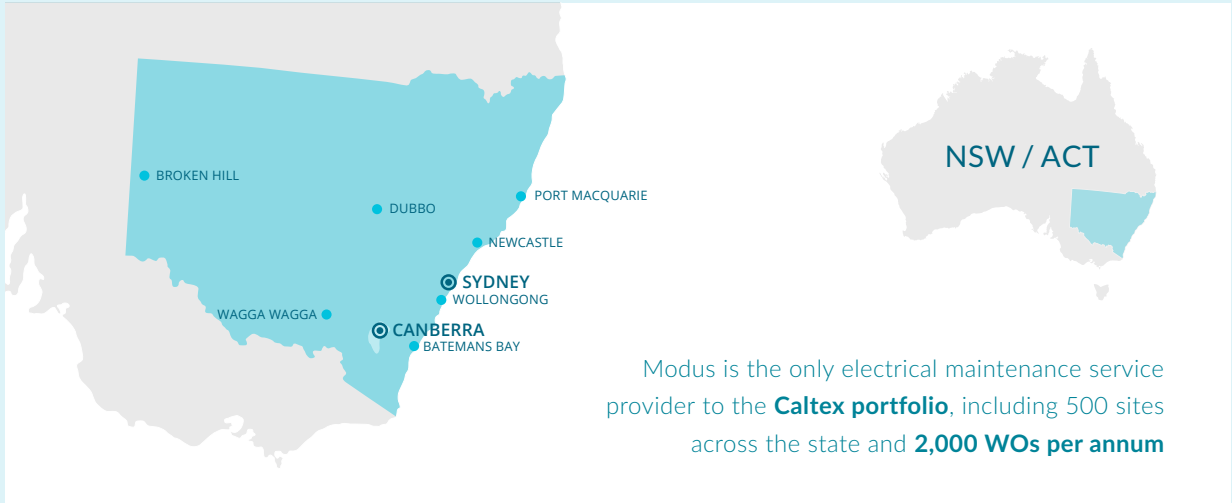 BROKEN HILL
PORT MACQUARIE
DUBBO
NEWCASTLE
SYDNEY
WOLLONGONG
WAGGA WAGGA
CANBERRA
BATEMANS BAY
NSW / ACT
Modus is the only electrical maintenance service
provider to the Caltex portfolio, including 500 sites
across the state and 2,000 WOs per annum